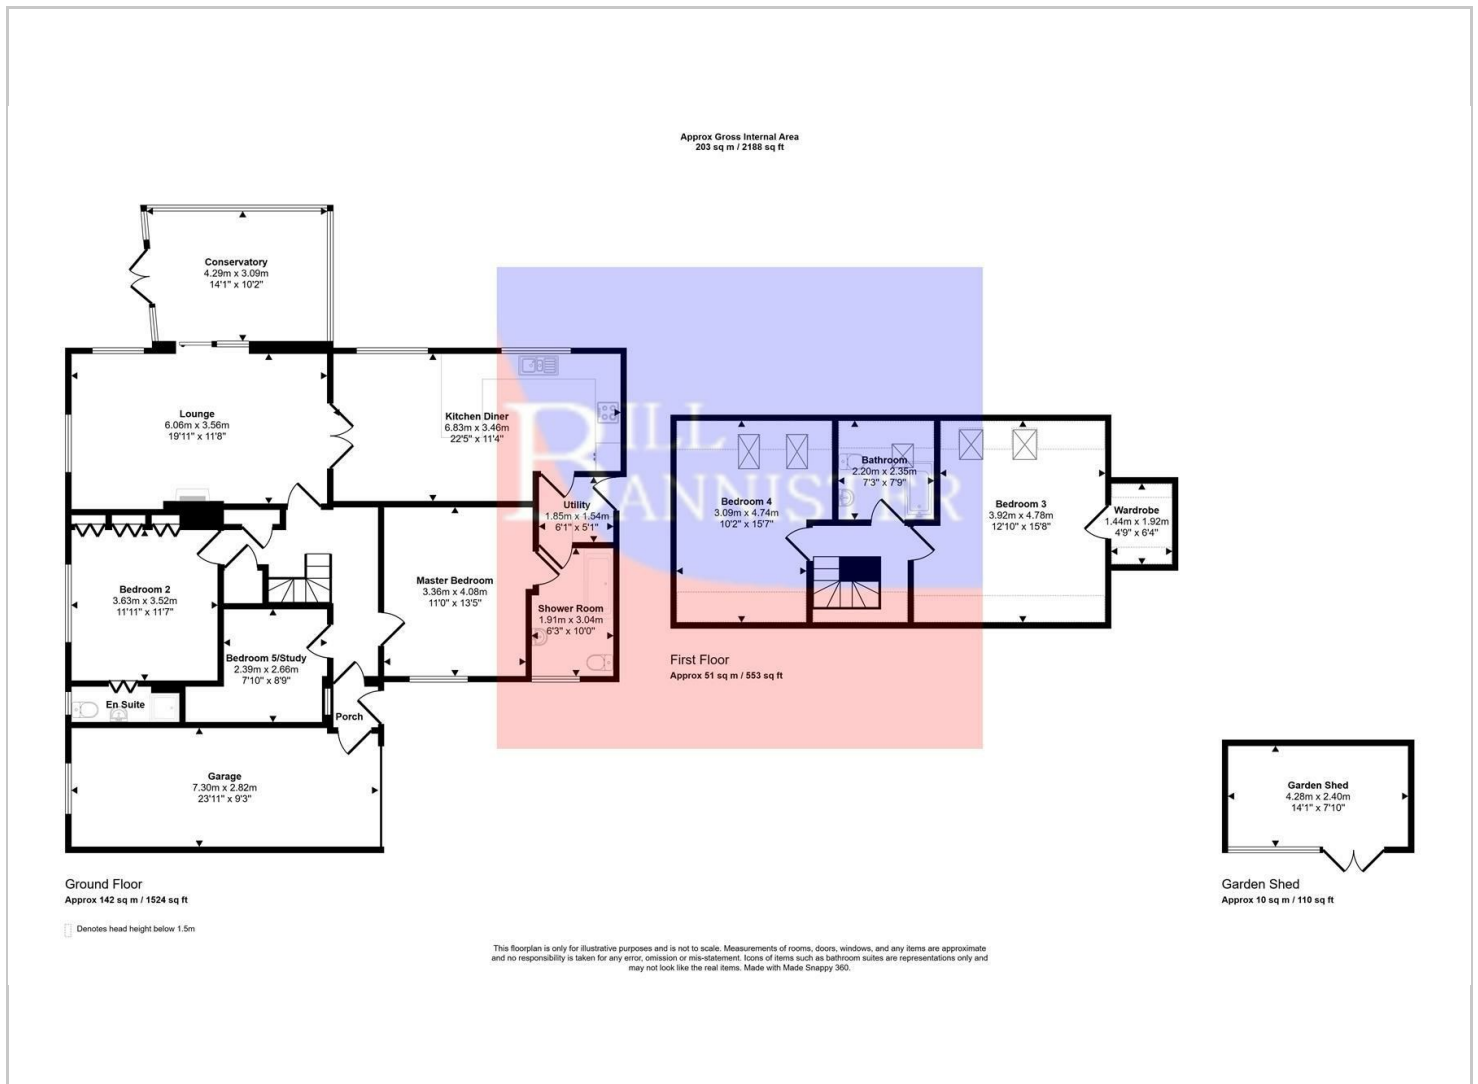 Approx Gross Internal Area
203 sq m / 2188 sq ft
Conservatory
4.29m x 3.09m
14'1" x 10'2"
Lounge
6.06m x 3.56m
19'11" x 11'8"
Kitchen Diner
6.83m x 3.46m
22'5" x 11'4"
Utility
1.85m x 1.54m
6'1" x 5'1"
Bedroom 2
3.63m x 3.52m
11'11" x 11'7"
Master Bedroom
3.36m x 4.08m
11'0" x 13'5"
Shower Room
1.91m x 3.04m
6'3" x 10'0"
Bedroom 5/Study
2.39m x 2.66m
7'10" x 8'9"
En Suite
Porch
Garage
7.30m x 2.82m
23'11" x 9'3"
Ground Floor
Approx 142 sq m / 1524 sq ft
Denotes head height below 1.5m
BILL
BANNISTER
Bedroom 4
3.09m x 4.74m
10'2" x 15'7"
Bathroom
2.20m x 2.35m
7'3" x 7'9"
Bedroom 3
3.92m x 4.78m
12'10" x 15'8"
Wardrobe
1.44m x 1.92m
4'9" x 6'4"
First Floor
Approx 51 sq m / 553 sq ft
Garden Shed
4.28m x 2.40m
14'1" x 7'10"
Garden Shed
Approx 10 sq m / 110 sq ft
This floorplan is only for illustrative purposes and is not to scale. Measurements of rooms, doors, windows, and any items are approximate
and no responsibility is taken for any error, omission or mis-statement. Icons of items such as bathroom suites are representations only and
may not look like the real items. Made with Made Snappy 360.